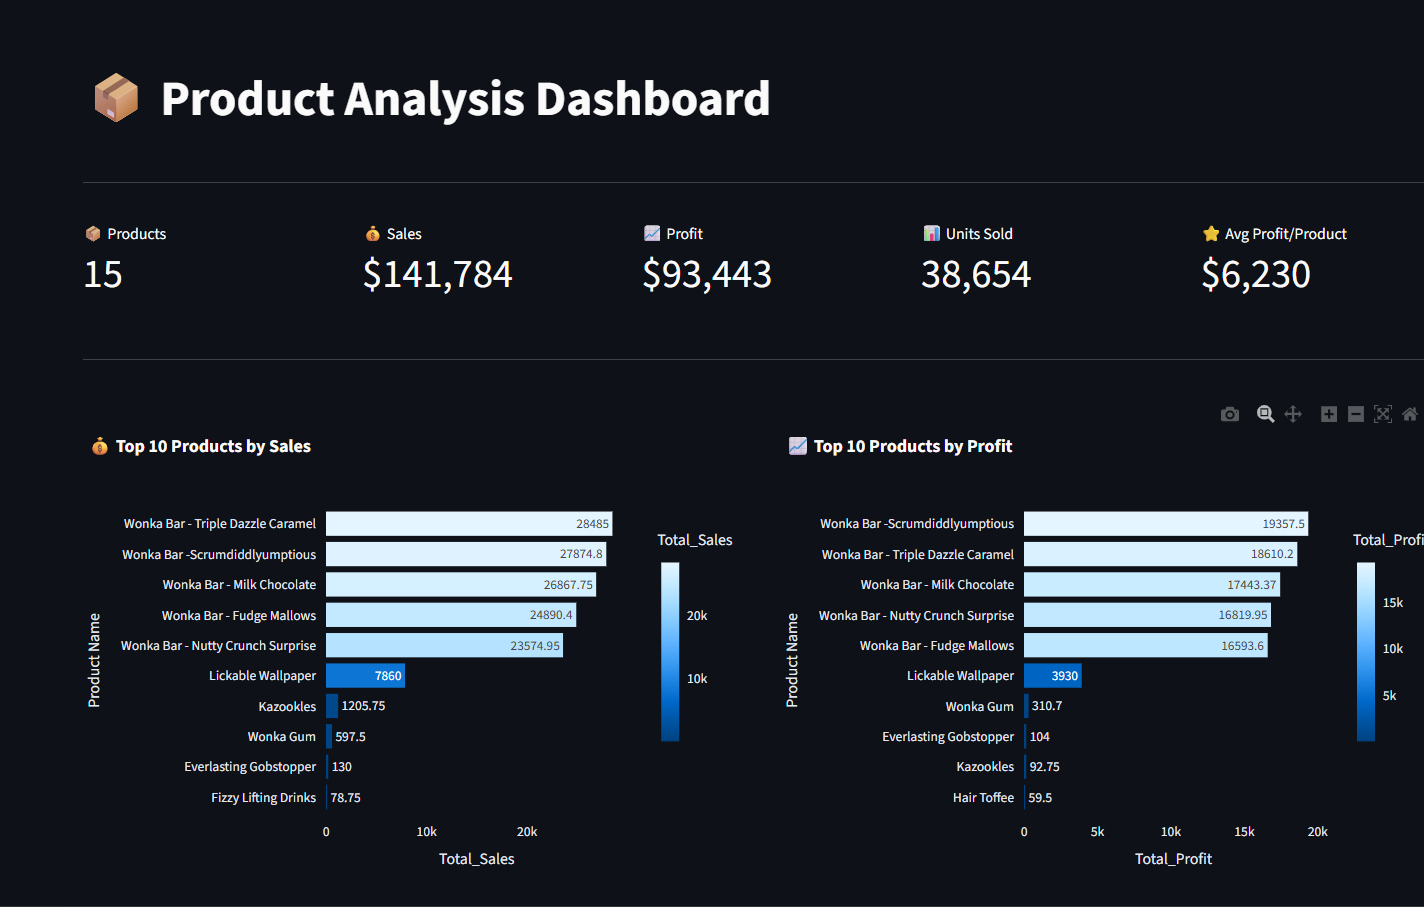 Product Analysis Dashboard
Products
15
Sales
$141,784
Profit
$93,443
Units Sold
38,654
Avg Profit/Product
$6,230
Top 10 Products by Sales
Product Name
Wonka Bar - Triple Dazzle Caramel 28485
Wonka Bar -Scrumdiddlyumptious 27874.8
Wonka Bar - Milk Chocolate 26867.75
Wonka Bar - Fudge Mallows 24890.4
Wonka Bar - Nutty Crunch Surprise 23574.95
Lickable Wallpaper 7860
Kazookles 1205.75
Wonka Gum 597.5
Everlasting Gobstopper 130
Fizzy Lifting Drinks 78.75
0 10k 20k
Total_Sales
Total_Sales
20k
10k
Top 10 Products by Profit
Product Name
Wonka Bar -Scrumdiddlyumptious 19357.5
Wonka Bar - Triple Dazzle Caramel 18610.2
Wonka Bar - Milk Chocolate 17443.37
Wonka Bar - Nutty Crunch Surprise 16819.95
Wonka Bar - Fudge Mallows 16593.6
Lickable Wallpaper 3930
Wonka Gum 310.7
Everlasting Gobstopper 104
Kazookles 92.75
Hair Toffee 59.5
0 5k 10k 15k 20k
Total_Profit
Total_Profi
15k
10k
5k